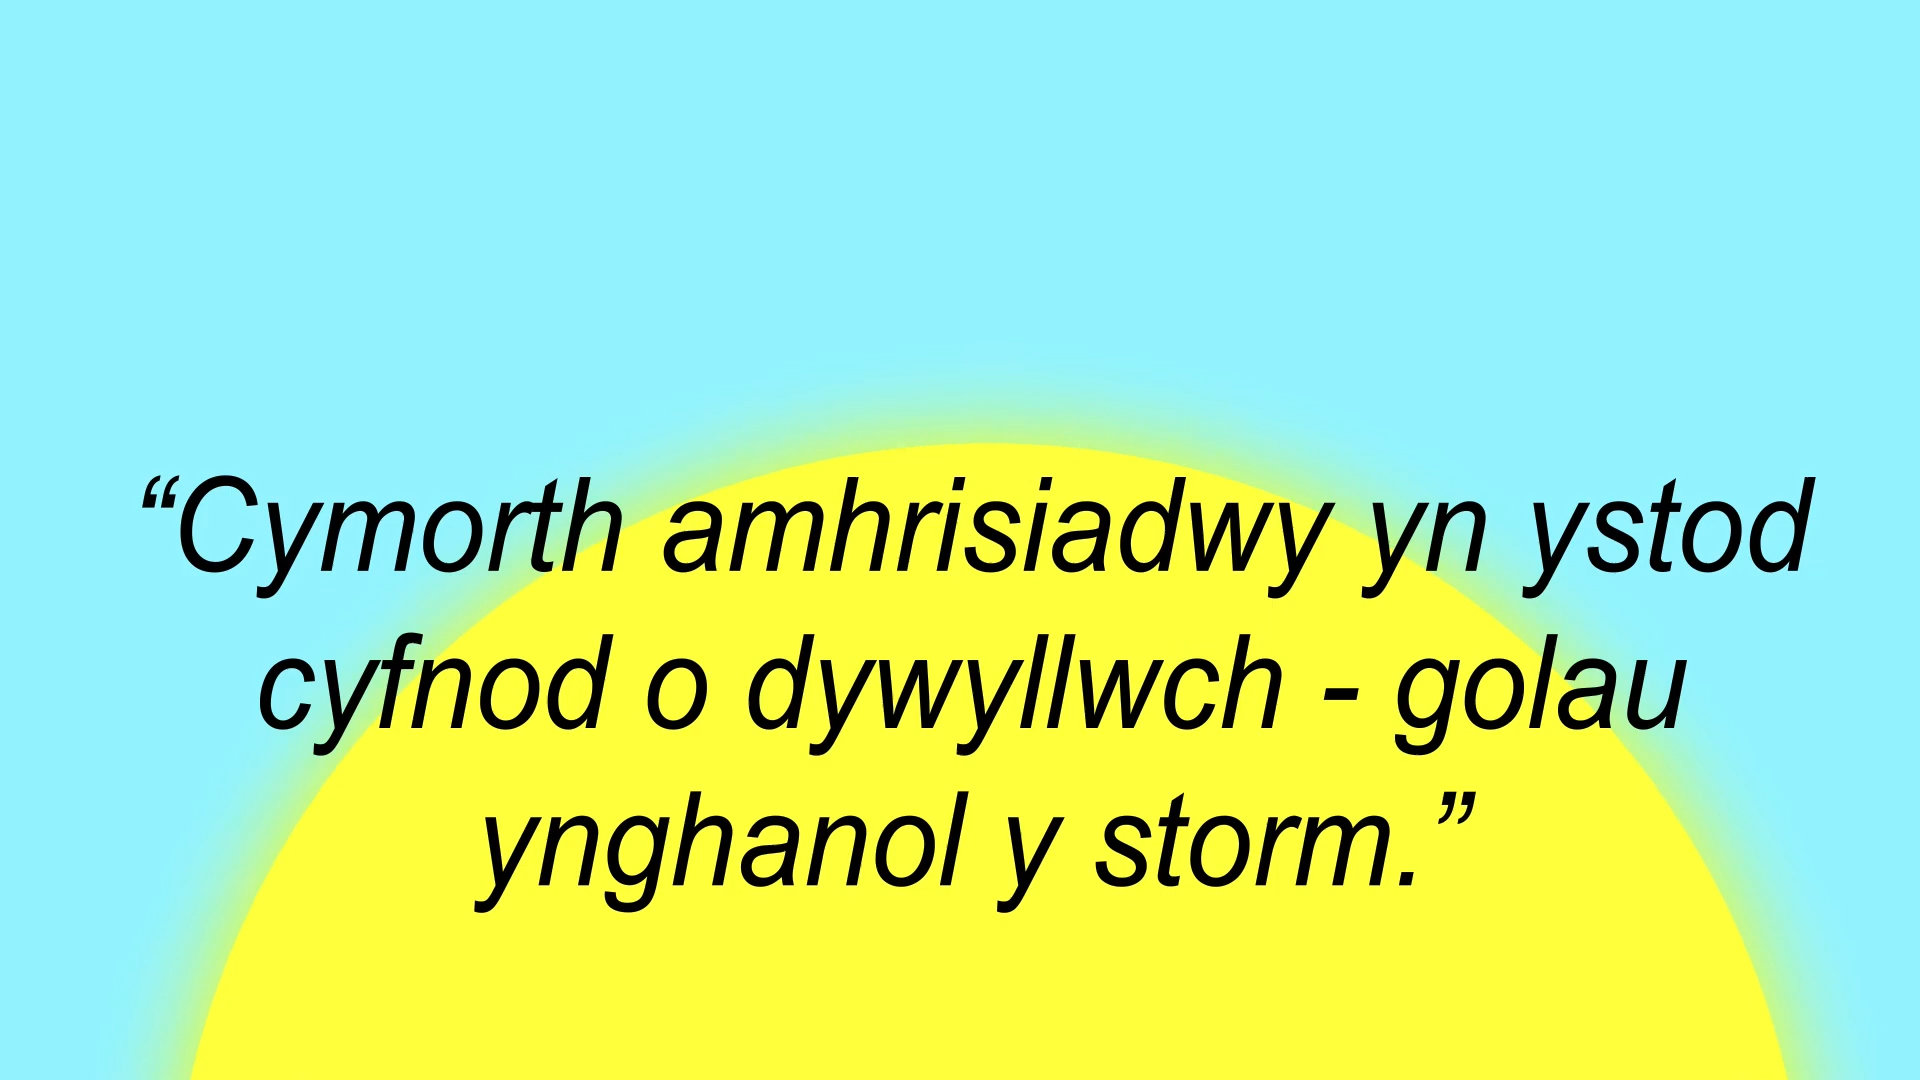 “Cymorth amhrisiadwy yn ystod
cyfnod o dywyllwch - golau
ynghanol y storm.”